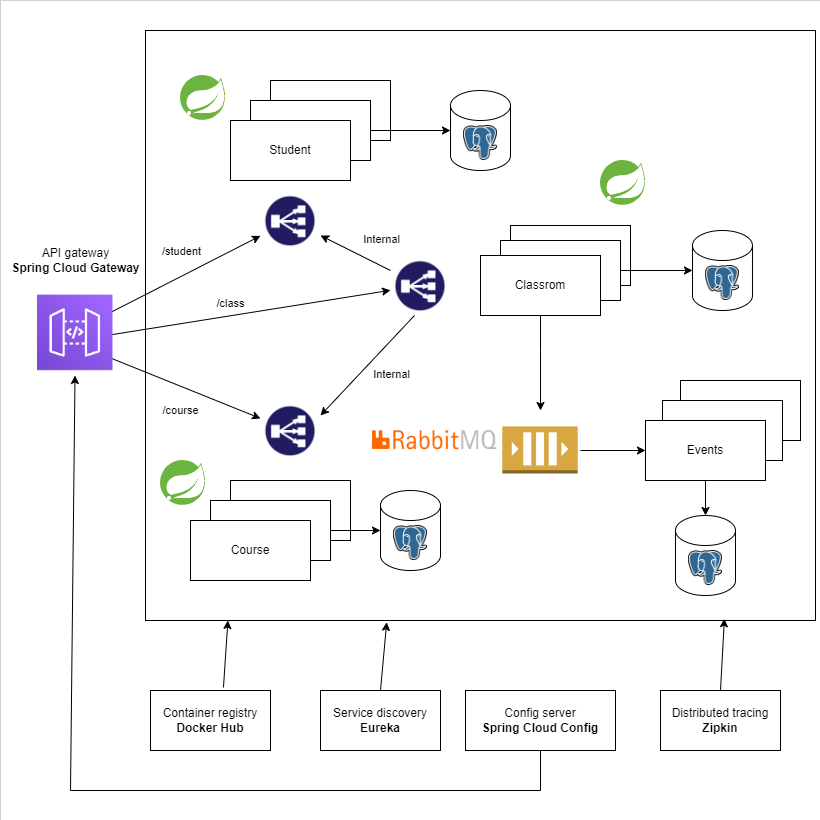 Student
API gateway
Spring Cloud Gateway
/student
Internal
/class
Classrom
Internal
/course
RabbitMQ
Events
Course
Container registry
Docker Hub
Service discovery
Eureka
Config server
Spring Cloud Config
Distributed tracing
Zipkin